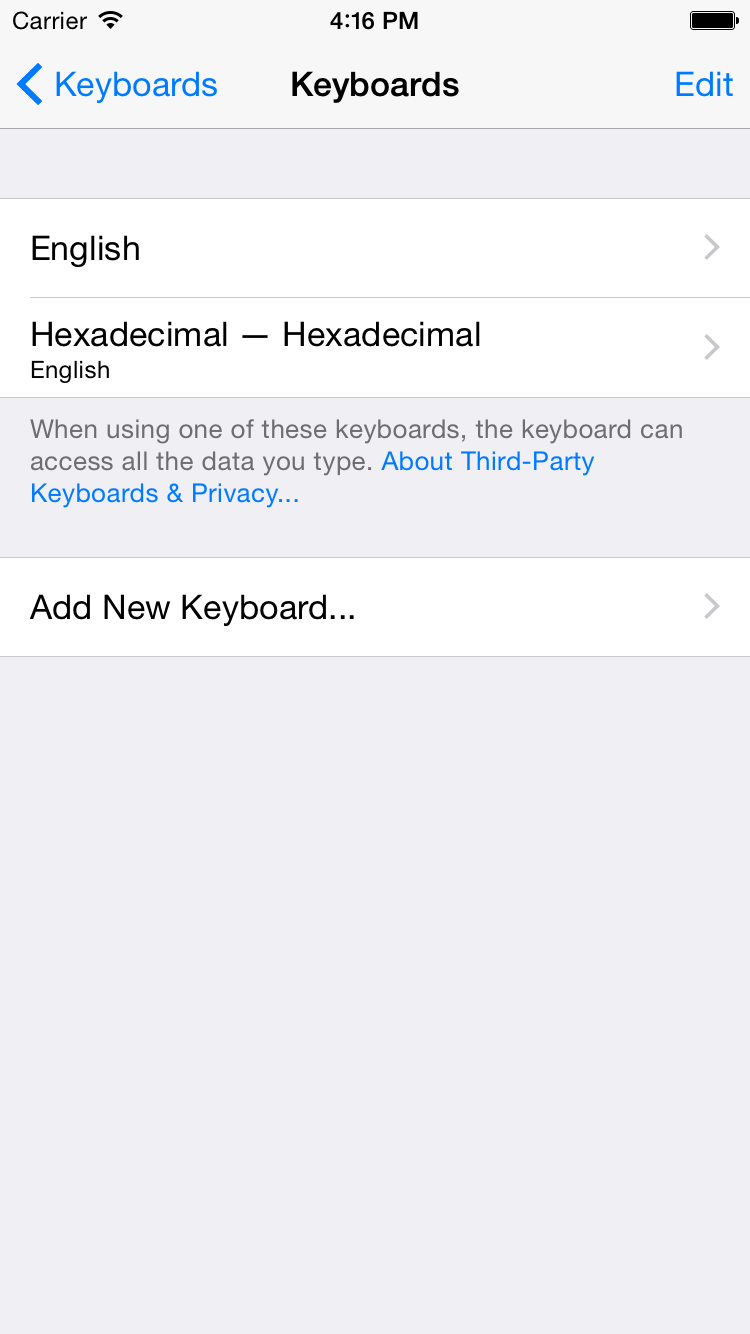 Carrier 4:16 PM
Keyboards Keyboards Edit
English
Hexadecimal — Hexadecimal
English
When using one of these keyboards, the keyboard can
access all the data you type. About Third-Party
Keyboards & Privacy...
Add New Keyboard...